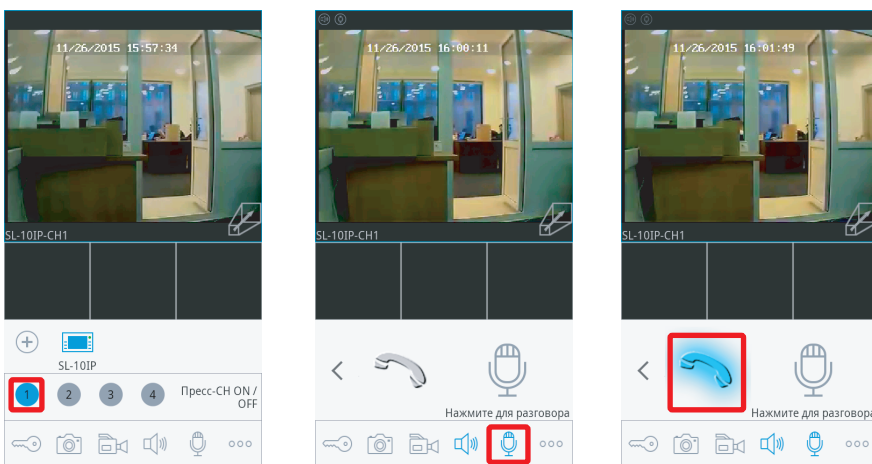 11/26/2015 15:57:34
SL-10IP-CH1
SL-10IP
1 2 3 4 Пресс-CH ON /
OFF
11/26/2015 16:00:11
SL-10IP-CH1
Нажмите для разговора
11/26/2015 16:01:49
SL-10IP-CH1
Нажмите для разговора